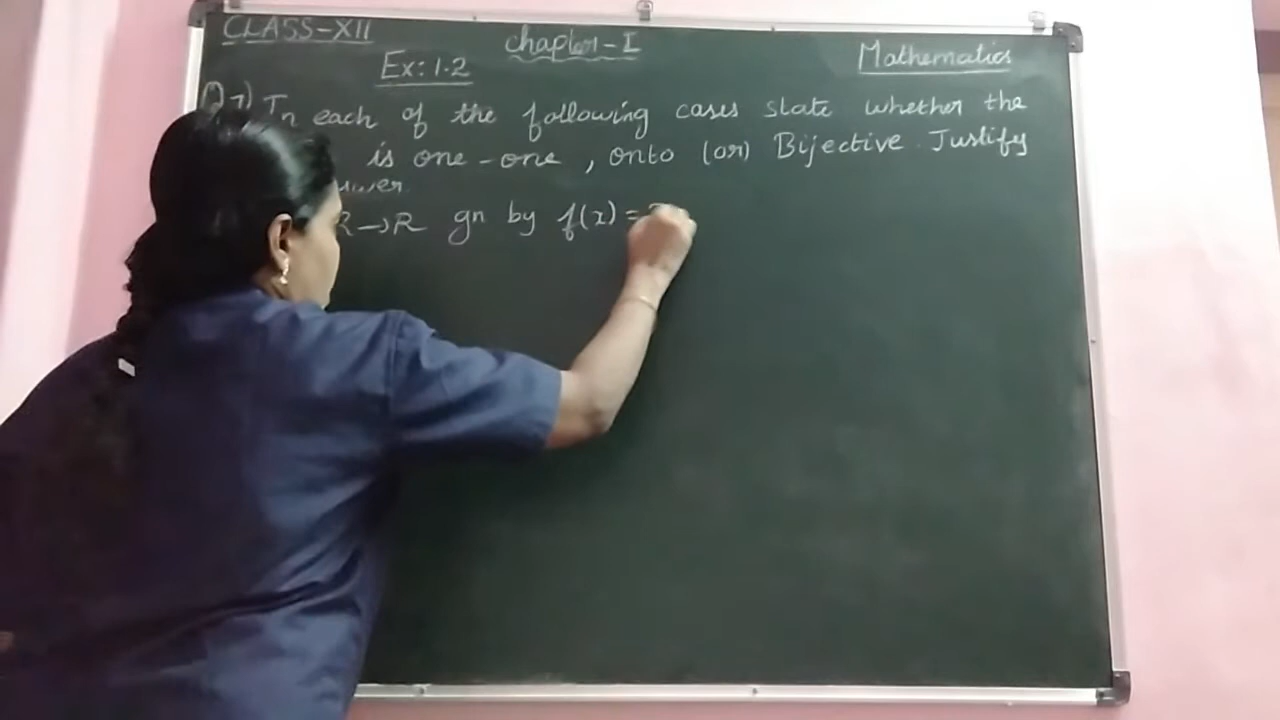 CLASS-XII
chapter-I
Mathematics
Ex: 1.2
Q 7) In each of the following cases state whether the
is one-one, onto (or) Bijective. Justify
R→R gn by f(x) =